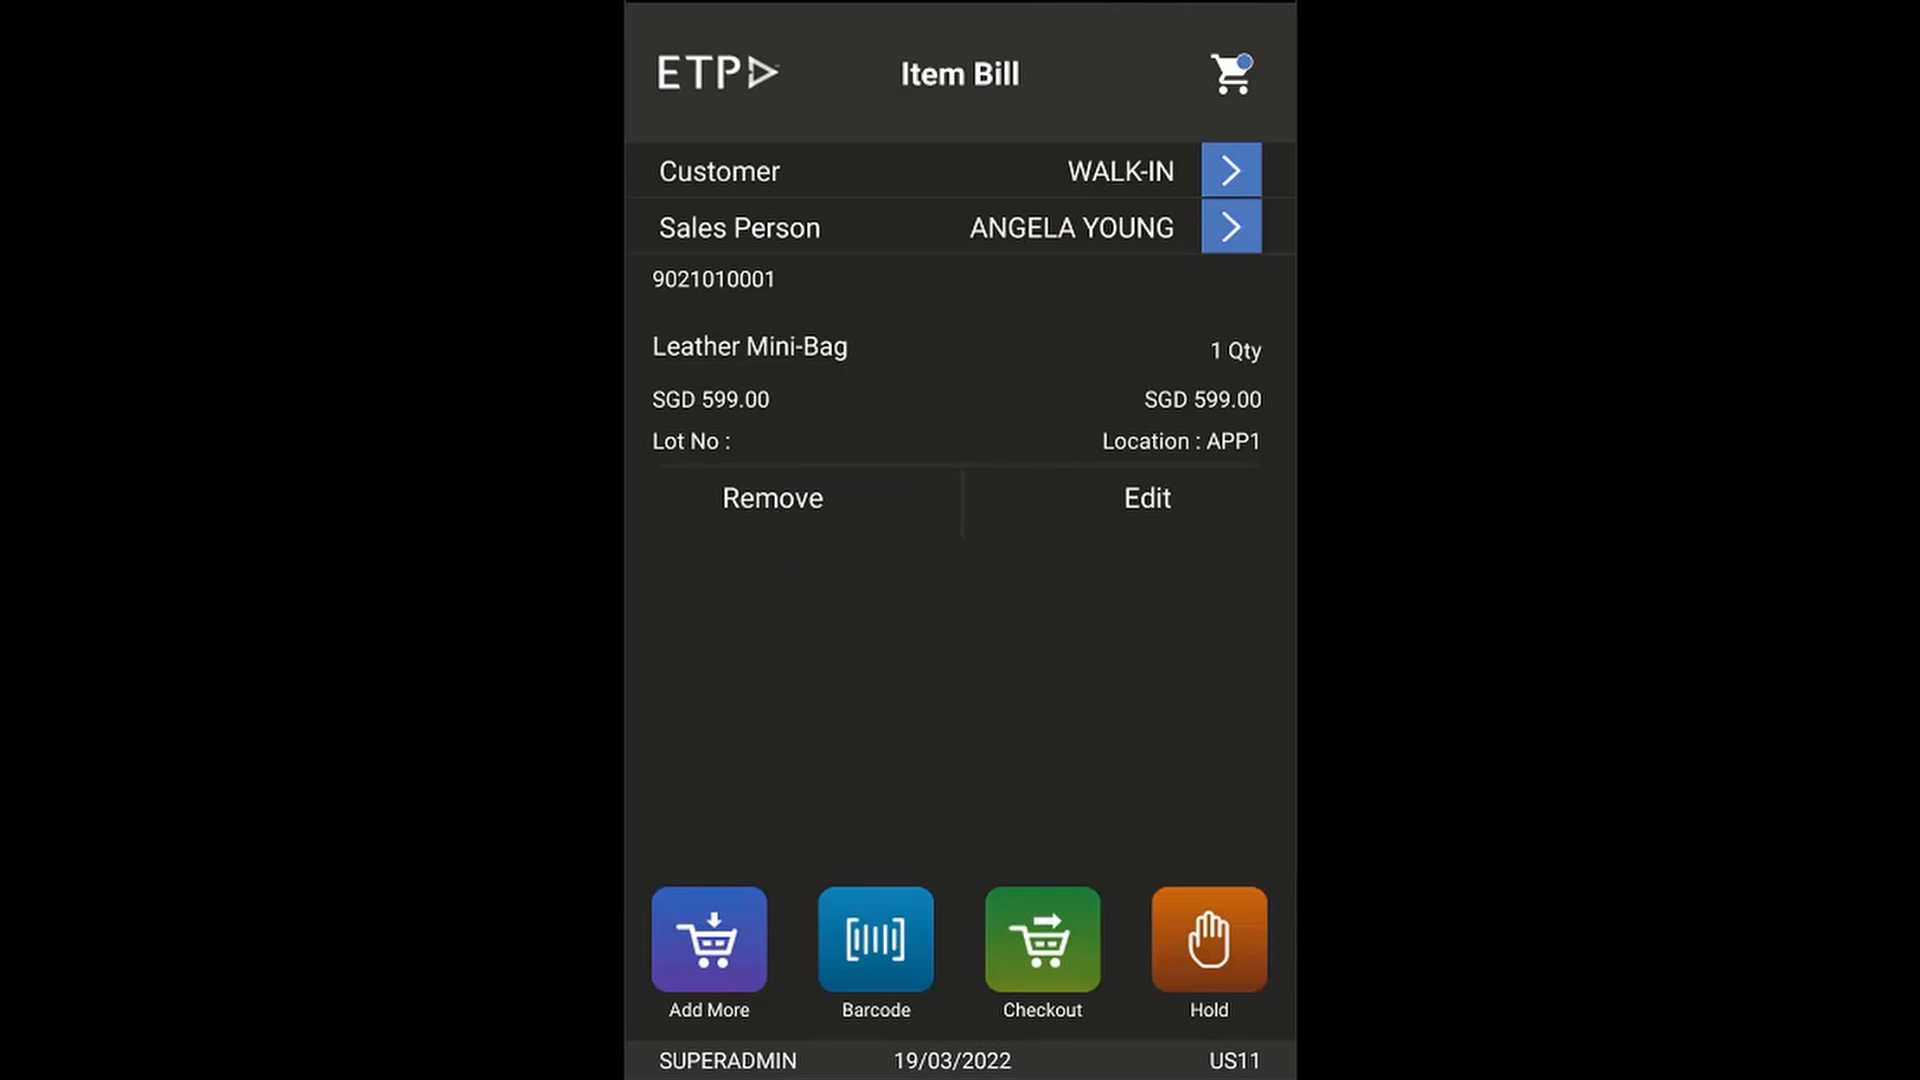 ETP
Item Bill
Customer WALK-IN
Sales Person ANGELA YOUNG
9021010001
Leather Mini-Bag 1 Qty
SGD 599.00 SGD 599.00
Lot No : Location : APP1
Remove Edit
Add More Barcode Checkout Hold
SUPERADMIN 19/03/2022 US11